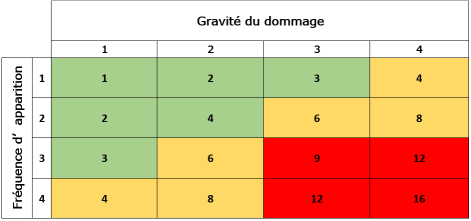 Gravité du dommage
1 2 3 4
Fréquence d’ apparition
1 1 2 3 4
2 2 4 6 8
3 3 6 9 12
4 4 8 12 16